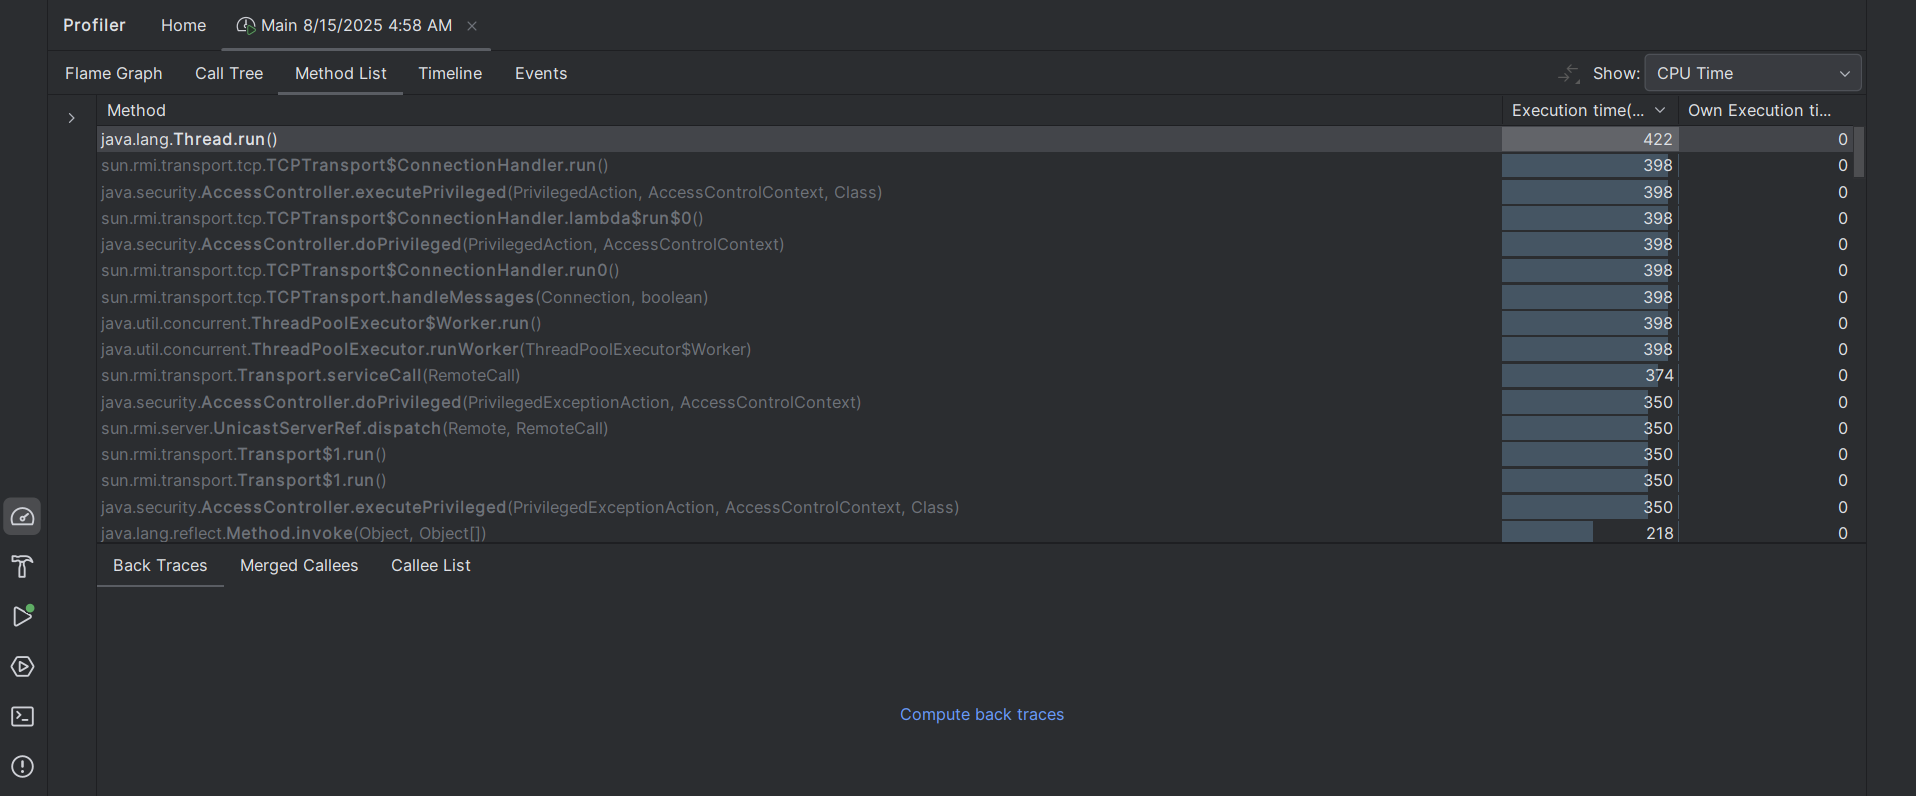 Profiler Home Main 8/15/2025 4:58 AM
Flame Graph Call Tree Method List Timeline Events Show: CPU Time
Method Execution time(... Own Execution ti...
java.lang.Thread.run() 422 0
sun.rmi.transport.tcp.TCPTransport$ConnectionHandler.run() 398 0
java.security.AccessController.executePrivileged(PrivilegedAction, AccessControlContext, Class) 398 0
sun.rmi.transport.tcp.TCPTransport$ConnectionHandler.lambda$run$0() 398 0
java.security.AccessController.doPrivileged(PrivilegedAction, AccessControlContext) 398 0
sun.rmi.transport.tcp.TCPTransport$ConnectionHandler.run0() 398 0
sun.rmi.transport.tcp.TCPTransport.handleMessages(Connection, boolean) 398 0
java.util.concurrent.ThreadPoolExecutor$Worker.run() 398 0
java.util.concurrent.ThreadPoolExecutor.runWorker(ThreadPoolExecutor$Worker) 398 0
sun.rmi.transport.Transport.serviceCall(RemoteCall) 374 0
java.security.AccessController.doPrivileged(PrivilegedExceptionAction, AccessControlContext) 350 0
sun.rmi.server.UnicastServerRef.dispatch(Remote, RemoteCall) 350 0
sun.rmi.transport.Transport$1.run() 350 0
sun.rmi.transport.Transport$1.run() 350 0
java.security.AccessController.executePrivileged(PrivilegedExceptionAction, AccessControlContext, Class) 350 0
java.lang.reflect.Method.invoke(Object, Object[]) 218 0
Back Traces Merged Callees Callee List
Compute back traces